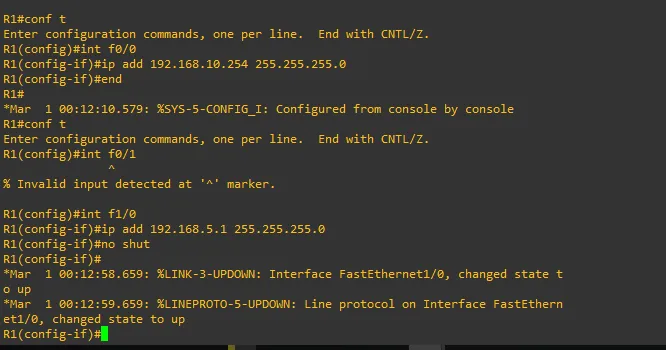 R1#conf t
Enter configuration commands, one per line.  End with CNTL/Z.
R1(config)#int f0/0
R1(config-if)#ip add 192.168.10.254 255.255.255.0
R1(config-if)#end
R1#
*Mar  1 00:12:10.579: %SYS-5-CONFIG_I: Configured from console by console
R1#conf t
Enter configuration commands, one per line.  End with CNTL/Z.
R1(config)#int f0/1
^
% Invalid input detected at '^' marker.
R1(config)#int f1/0
R1(config-if)#ip add 192.168.5.1 255.255.255.0
R1(config-if)#no shut
R1(config-if)#
*Mar  1 00:12:58.659: %LINK-3-UPDOWN: Interface FastEthernet1/0, changed state t
o up
*Mar  1 00:12:59.659: %LINEPROTO-5-UPDOWN: Line protocol on Interface FastEthern
et1/0, changed state to up
R1(config-if)#